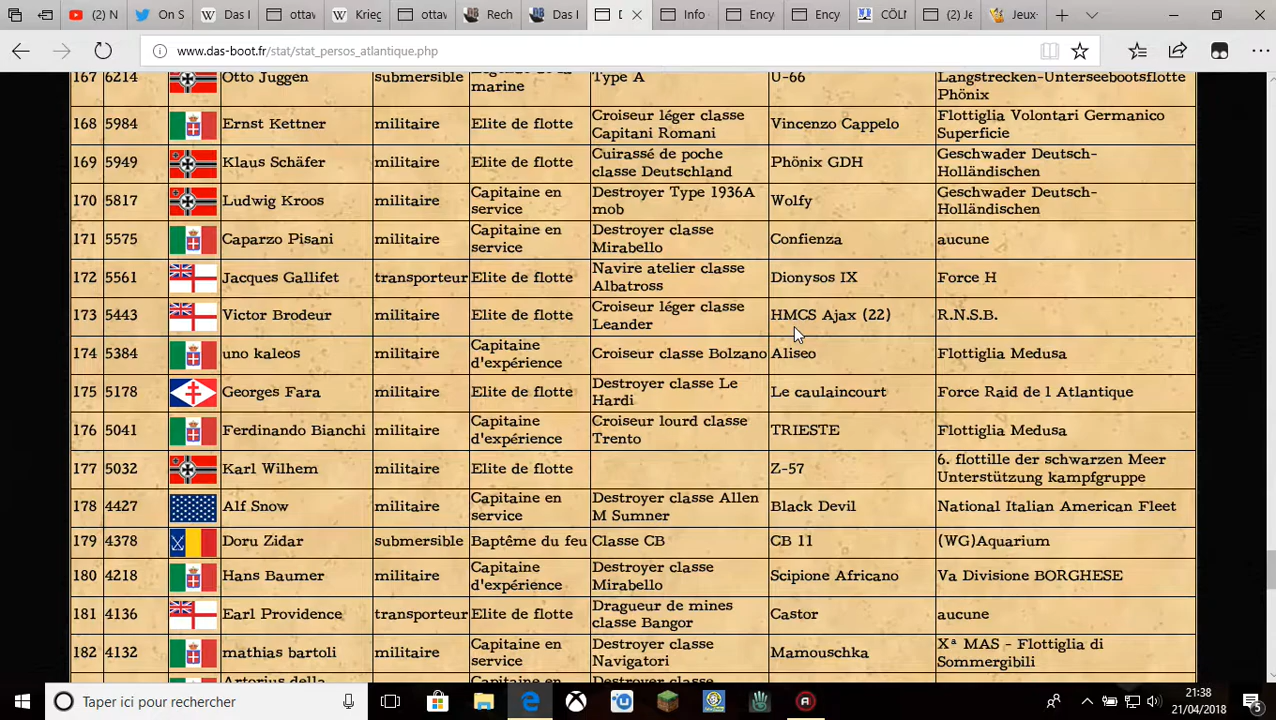 On S
Das I
ottav
Krieg
ottav
Rech
Das I
D
Info
Ency
Ency
CÖLN
() Je
Jeux-
www.das-boot.fr/stat/stat_persos_atlantique.php
167 6214 Otto Juggen submersible
marine
Type A U-66 Langstrecken-Unterseebootsflotte
Phönix
168 5984 Ernst Kettner militaire Elite de flotte Croiseur léger classe
Capitani Romani
Vincenzo Cappelo Flottiglia Volontari Germanico
Superficie
169 5949 Klaus Schäfer militaire Elite de flotte Cuirassé de poche
classe Deutschland
Phönix GDH Geschwader Deutsch-
Holländischen
170 5817 Ludwig Kroos militaire Capitaine en
service
Destroyer Type 1936A
mob
Wolfy Geschwader Deutsch-
Holländischen
171 5575 Caparzo Pisani militaire Capitaine en
service
Destroyer classe
Mirabello
Confienza aucune
172 5561 Jacques Gallifet transporteur Elite de flotte Navire atelier classe
Albatross
Dionysos IX Force H
173 5443 Victor Brodeur militaire Elite de flotte Croiseur léger classe
Leander
HMCS Ajax (22) R.N.S.B.
174 5384 uno kaleos militaire Capitaine
d'expérience
Croiseur classe Bolzano Aliseo Flottiglia Medusa
175 5178 Georges Fara militaire Elite de flotte Destroyer classe Le
Hardi
Le caulaincourt Force Raid de l Atlantique
176 5041 Ferdinando Bianchi militaire Capitaine
d'expérience
Croiseur lourd classe
Trento
TRIESTE Flottiglia Medusa
177 5032 Karl Wilhem militaire Elite de flotte Z-57 6. flottille der schwarzen Meer
Unterstützung kampfgruppe
178 4427 Alf Snow militaire Capitaine en
service
Destroyer classe Allen
M Sumner
Black Devil National Italian American Fleet
179 4378 Doru Zidar submersible Baptême du feu Classe CB CB 11 (WG)Aquarium
180 4218 Hans Baumer militaire Capitaine
d'expérience
Destroyer classe
Mirabello
Scipione Africano Va Divisione BORGHESE
181 4136 Earl Providence transporteur Elite de flotte Dragueur de mines
classe Bangor
Castor aucune
182 4132 mathias bartoli militaire Capitaine en
service
Destroyer classe
Navigatori
Mamouschka Xª MAS - Flottiglia di
Sommergibili
Taper ici pour rechercher
21:38
21/04/2018
5